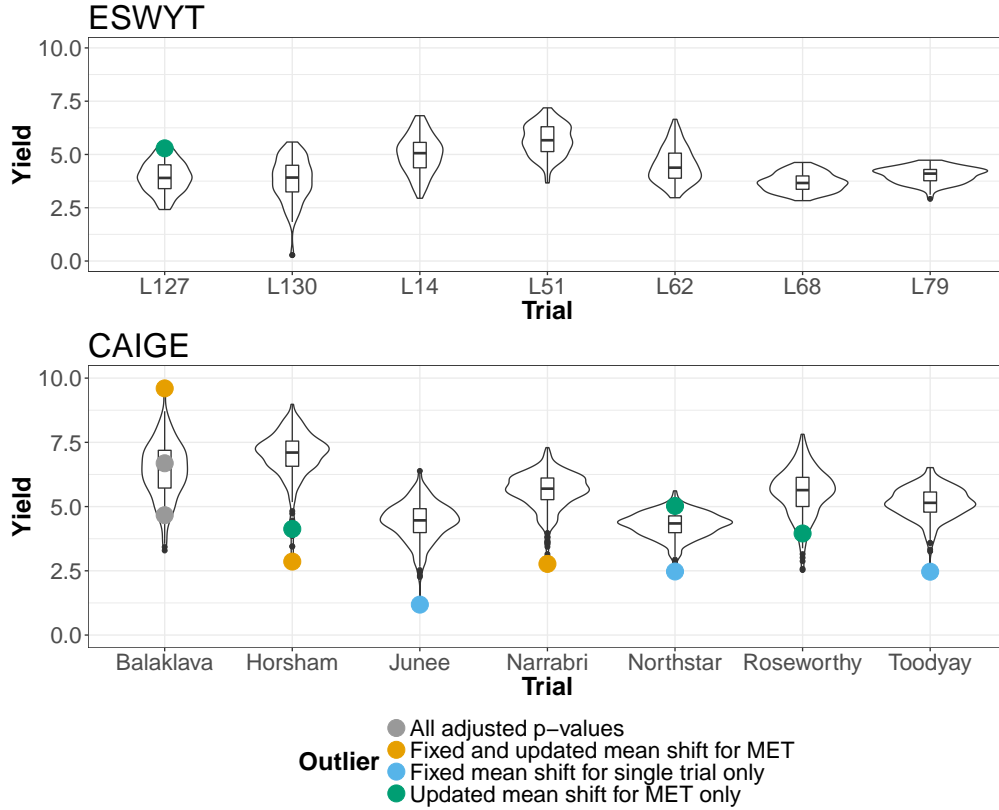 ESWYT
10.0
7.5
5.0
2.5
0.0
Yield
L127 L130 L14 L51 L62 L68 L79
Trial
CAIGE
10.0
7.5
5.0
2.5
0.0
Yield
Balaklava Horsham Junee Narrabri Northstar Roseworthy Toodyay
Trial
Outlier
All adjusted p−values
Fixed and updated mean shift for MET
Fixed mean shift for single trial only
Updated mean shift for MET only